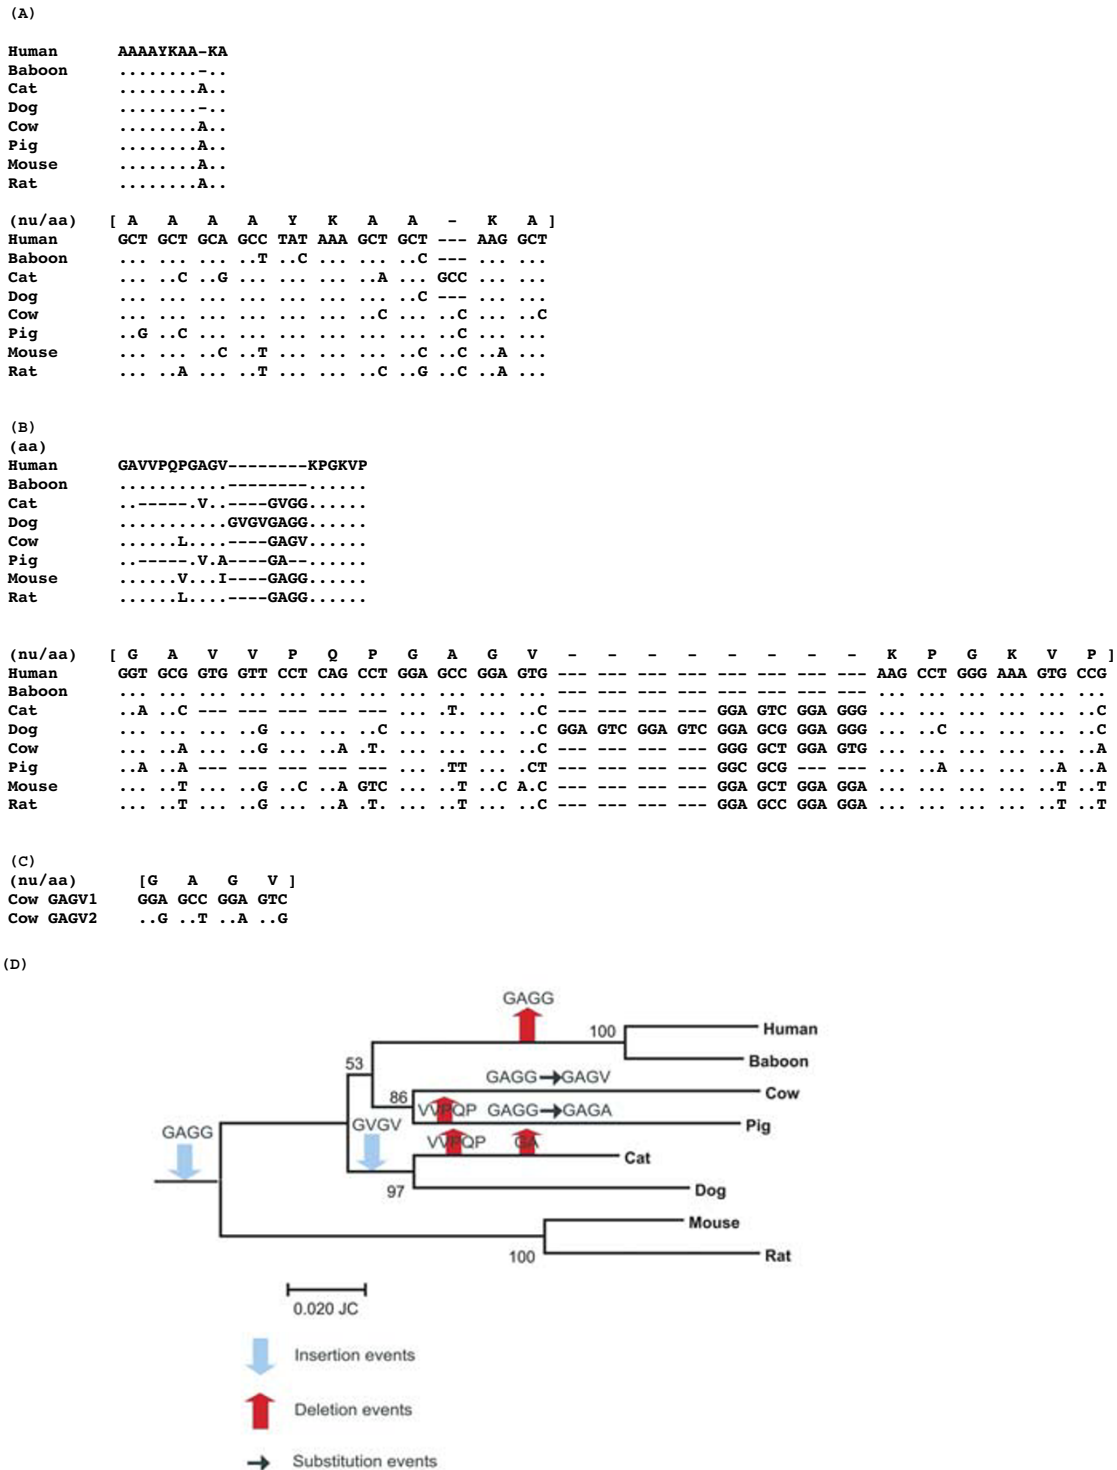 (A)
Human AAAAYKAA-KA
Baboon ........-..
Cat ........A..
Dog ........-..
Cow ........A..
Pig ........A..
Mouse ........A..
Rat ........A..
(nu/aa) [ A A A A Y K A A - K A ]
Human GCT GCT GCA GCC TAT AAA GCT GCT --- AAG GCT
Baboon ... ... ... ..T ..C ... ... ..C --- ... ...
Cat ... ..C ..G ... ... ... ..A ... GCC ... ...
Dog ... ... ... ... ... ... ... ..C --- ... ...
Cow ... ... ... ... ... ... ..C ... ..C ... ..C
Pig ..G ..C ... ... ... ... ... ... ..C ... ...
Mouse ... ... ..C ..T ... ... ... ..C ..C ..A ...
Rat ... ..A ... ..T ... ... ..C ..G ..C ..A ...
(B)
(aa)
Human GAVVPQPGAGV--------KPGKVP
Baboon ...........--------......
Cat ..-----.V..----GVGG......
Dog ...........GVGVGAGG......
Cow ......L....----GAGV......
Pig ..-----.V.A----GA--......
Mouse ......V...I----GAGG......
Rat ......L....----GAGG......
(nu/aa) [ G A V V P Q P G A G V - - - - - - - - K P G K V P ]
Human GGT GCG GTG GTT CCT CAG CCT GGA GCC GGA GTG --- --- --- --- --- --- --- --- AAG CCT GGG AAA GTG CCG
Baboon ... ... ... ... ... ... ... ... ... ... ... --- --- --- --- --- --- --- --- ... ... ... ... ... ...
Cat ..A ..C --- --- --- --- --- ... .T. ... ..C --- --- --- --- GGA GTC GGA GGG ... ... ... ... ... ..C
Dog ... ... ... ..G ... ... ..C ... ... ... ..C GGA GTC GGA GTC GGA GCG GGA GGG ... ..C ... ... ... ..C
Cow ... ..A ... ..G ... ..A .T. ... ... ... ..C --- --- --- --- GGG GCT GGA GTG ... ... ... ... ... ..A
Pig ..A ..A --- --- --- --- --- ... .TT ... .CT --- --- --- --- GGC GCG --- --- ... ..A ... ... ..A ..A
Mouse ... ..T ... ..G ..C ..A GTC ... ..T ..C A.C --- --- --- --- GGA GCT GGA GGA ... ... ... ... ..T ..T
Rat ... ..T ... ..G ... ..A .T. ... ..T ... ..C --- --- --- --- GGA GCC GGA GGA ... ... ... ... ..T ..T
(C)
(nu/aa) [G A G V ]
Cow GAGV1 GGA GCC GGA GTC
Cow GAGV2 ..G ..T ..A ..G
(D)
GAGG
100 Human
53 Baboon
GAGG→GAGV
86 Cow
VVPQP GAGG→GAGA
GAGG GVGV Pig
VVPQP GA
Cat
97 Dog
Mouse
100 Rat
0.020 JC
Insertion events
Deletion events
Substitution events